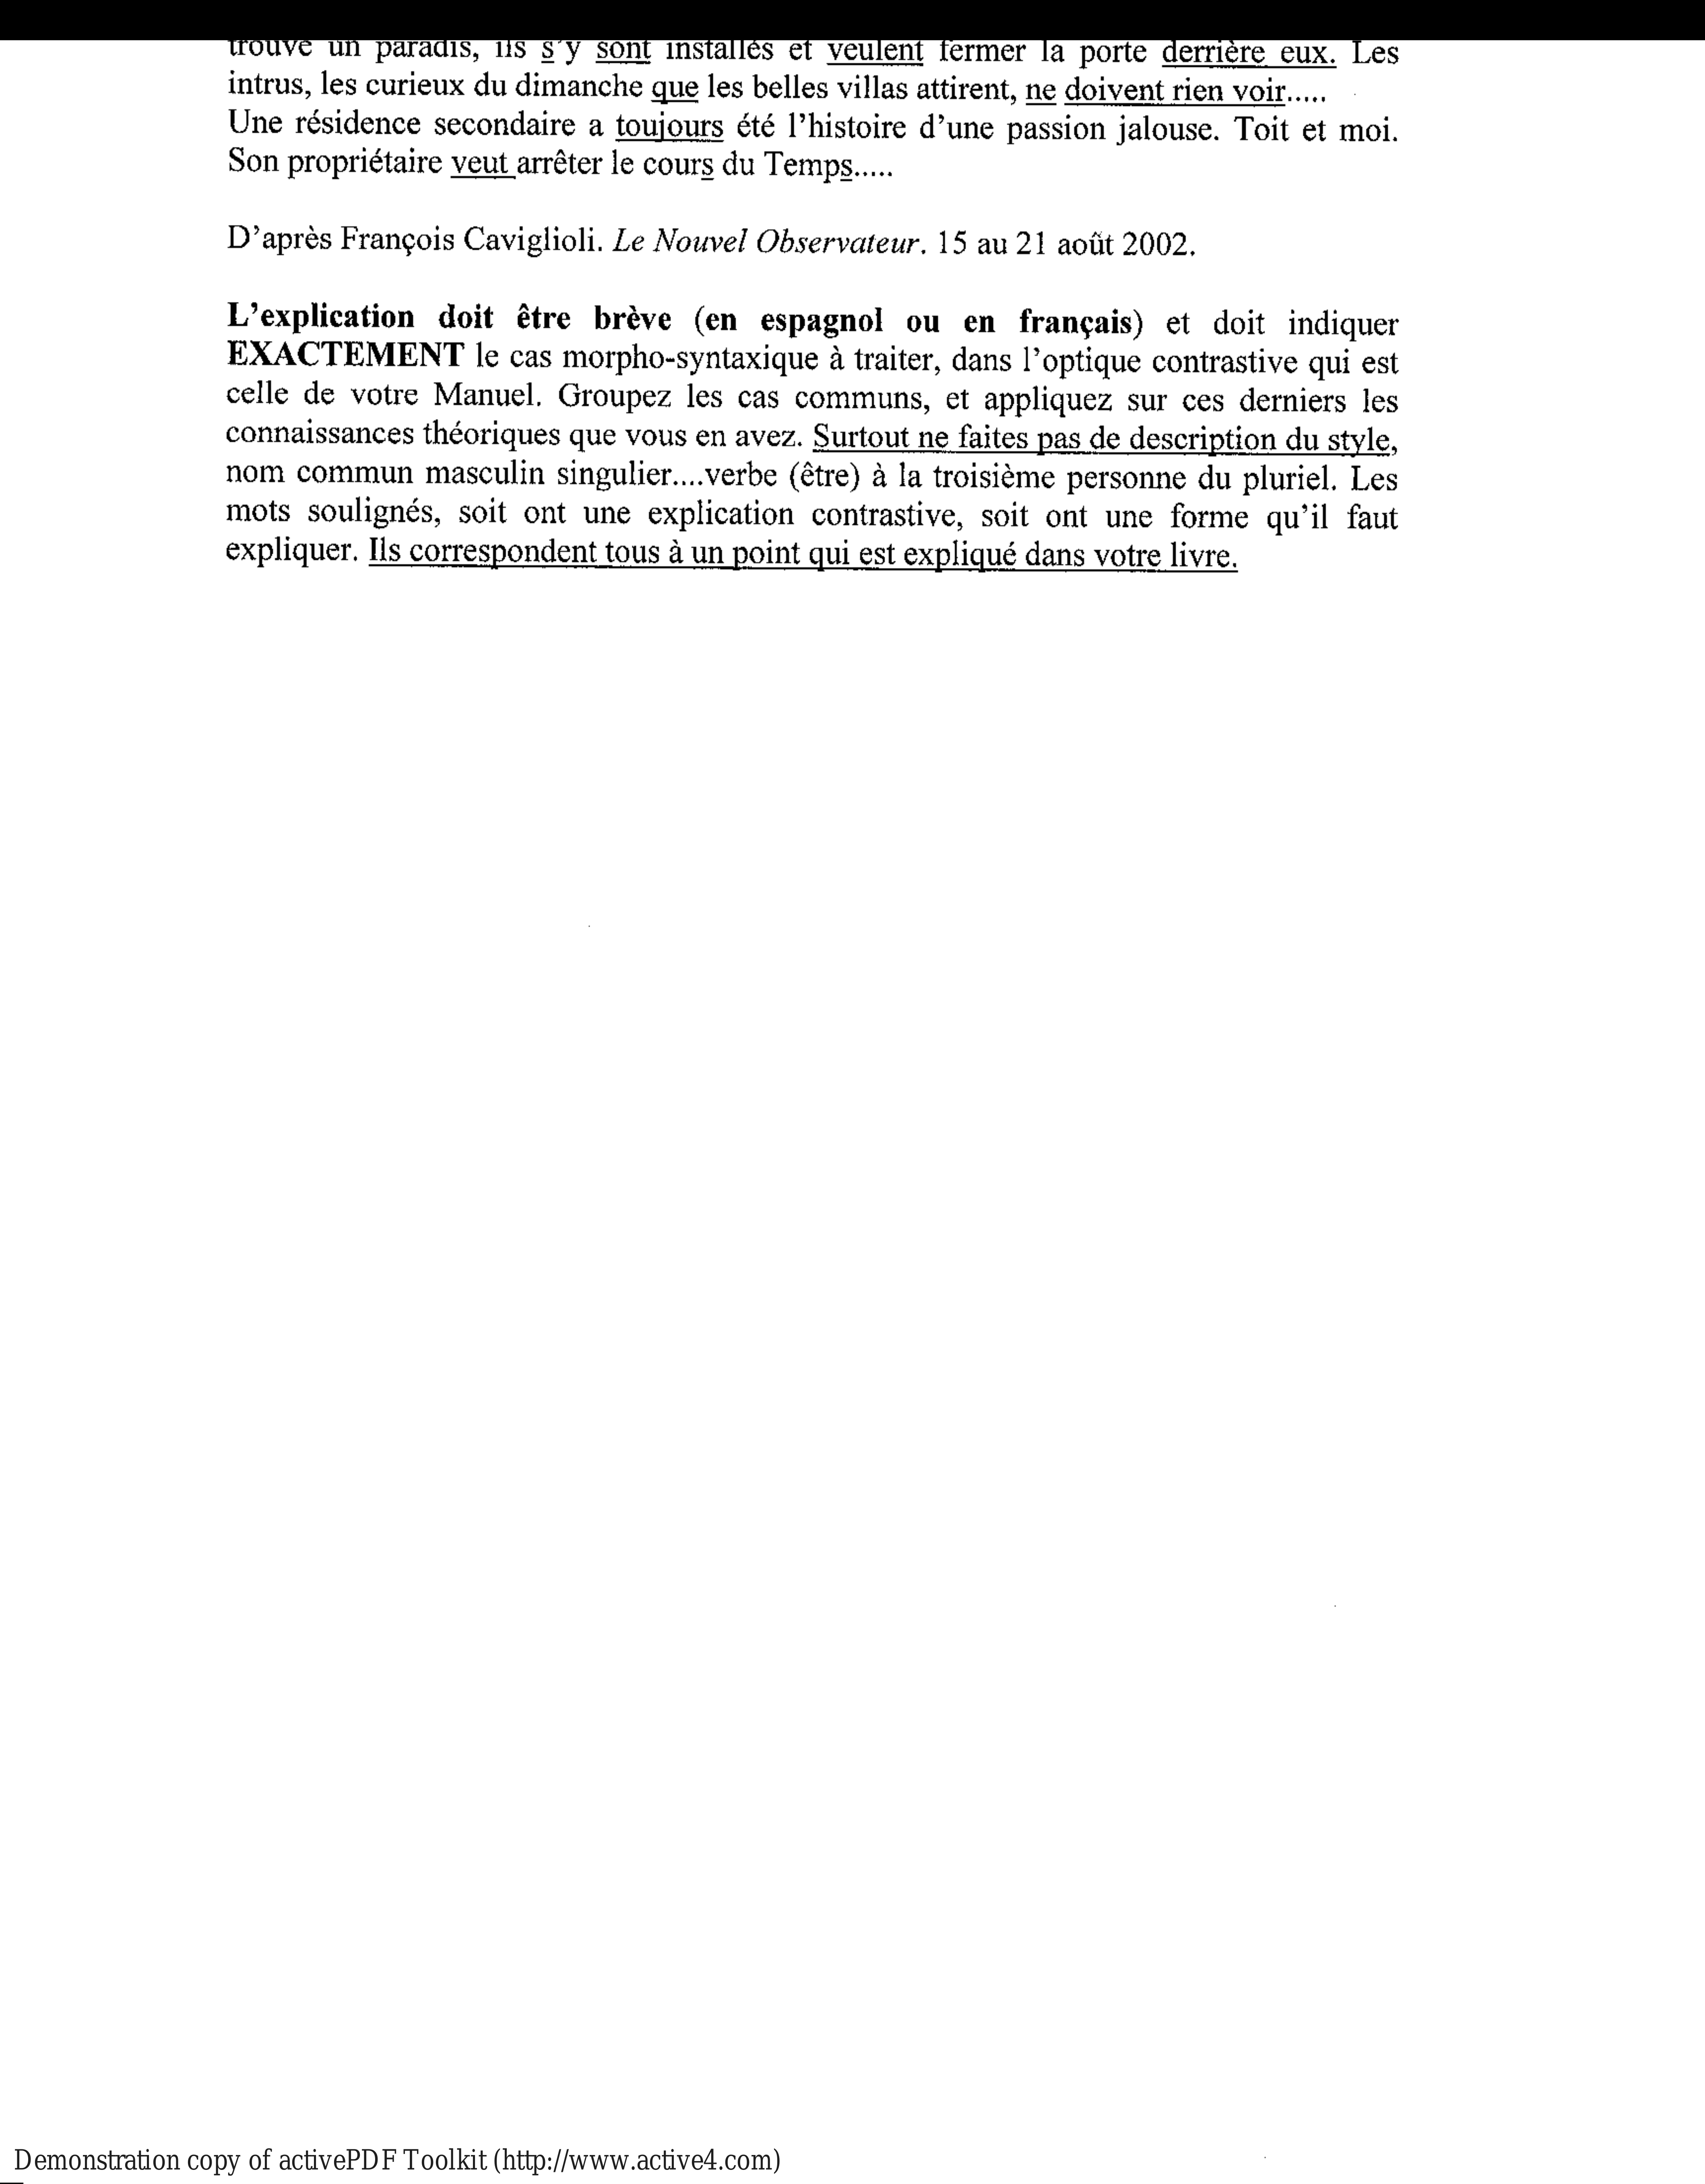 trouvé un paradis, ils s'y sont installés et veulent fermer la porte derrière eux. Les
intrus, les curieux du dimanche que les belles villas attirent, ne doivent rien voir.....
Une résidence secondaire a toujours été l'histoire d'une passion jalouse. Toit et moi.
Son propriétaire veut arrêter le cours du Temps.....
D'après François Caviglioli. Le Nouvel Observateur. 15 au 21 août 2002.
L'explication doit être brève (en espagnol ou en français) et doit indiquer
EXACTEMENT le cas morpho-syntaxique à traiter, dans l'optique contrastive qui est
celle de votre Manuel. Groupez les cas communs, et appliquez sur ces derniers les
connaissances théoriques que vous en avez. Surtout ne faites pas de description du style,
nom commun masculin singulier....verbe (être) à la troisième personne du pluriel. Les
mots soulignés, soit ont une explication contrastive, soit ont une forme qu'il faut
expliquer. Ils correspondent tous à un point qui est expliqué dans votre livre.
Demonstration copy of activePDF Toolkit (http://www.active4.com)